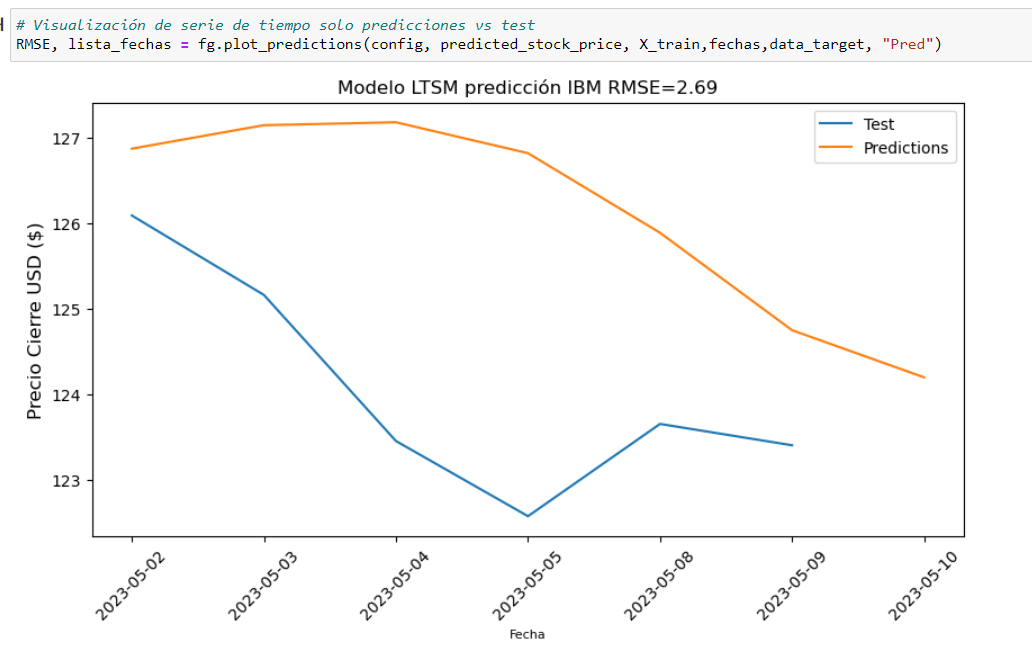 # Visualización de serie de tiempo solo predicciones vs test
RMSE, lista_fechas = fg.plot_predictions(config, predicted_stock_price, X_train,fechas,data_target, "Pred")
Modelo LTSM predicción IBM RMSE=2.69
Test
Predictions
Precio Cierre USD ($)
127
126
125
124
123
2023-05-02
2023-05-03
2023-05-04
2023-05-05
2023-05-08
2023-05-09
2023-05-10
Fecha